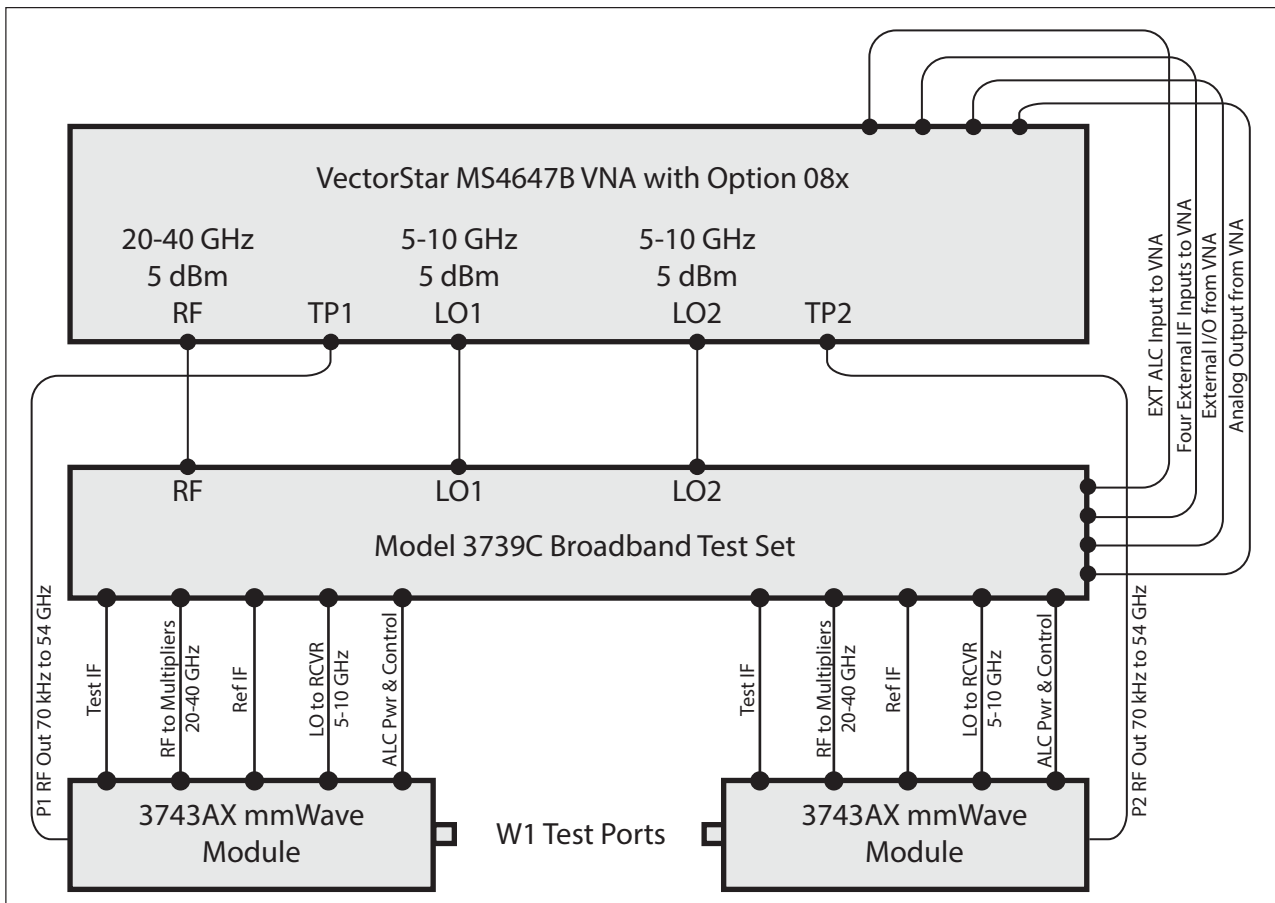 VectorStar MS4647B VNA with Option 08x
20-40 GHz
5 dBm
RF
TP1
5-10 GHz
5 dBm
LO1
5-10 GHz
5 dBm
LO2
TP2
EXT ALC Input to VNA
Four External IF Inputs to VNA
External I/O from VNA
Analog Output from VNA
RF
LO1
LO2
Model 3739C Broadband Test Set
P1 RF Out 70 kHz to 54 GHz
Test IF
RF to Multipliers
20-40 GHz
Ref IF
LO to RCVR
5-10 GHz
ALC Pwr & Control
Test IF
RF to Multipliers
20-40 GHz
Ref IF
LO to RCVR
5-10 GHz
ALC Pwr & Control
P2 RF Out 70 kHz to 54 GHz
3743AX mmWave
Module
W1 Test Ports
3743AX mmWave
Module